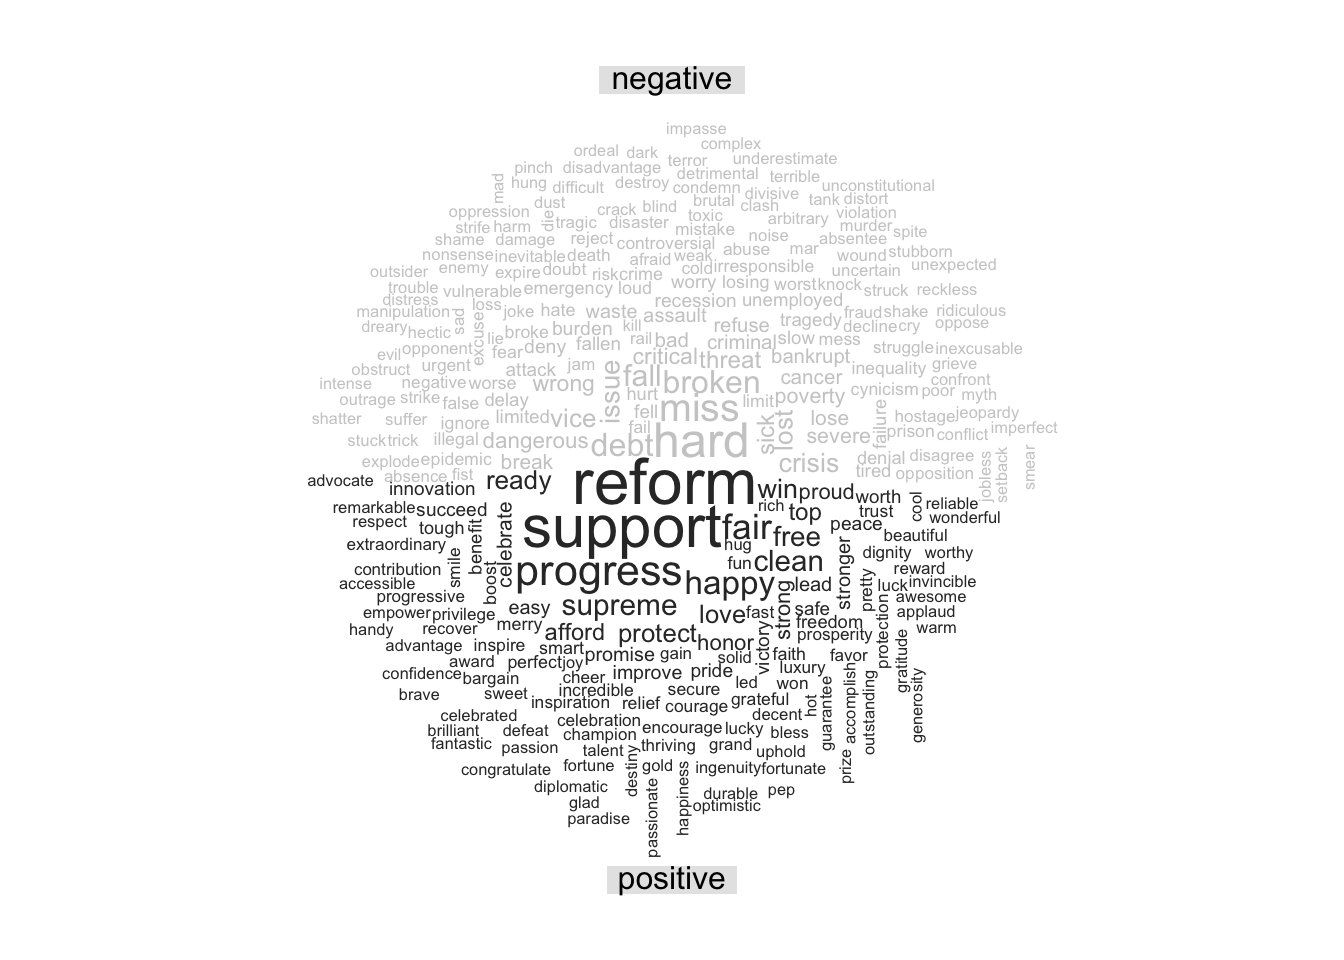 negative
impasse
complex
ordeal dark
terror underestimate
pinch disadvantage
detrimental terrible
mad hung difficult destroy condemn divisive unconstitutional
dust crack blind brutal clash tank distort
oppression die tragic disaster toxic arbitrary violation
strife harm mistake murder spite
shame damage reject controversial noise absentee
nonsense inevitable death afraid weak abuse mar wound stubborn
outsider enemy expire doubt risk crime cold irresponsible uncertain unexpected
trouble vulnerable emergency loud worry losing worst knock struck reckless
distress loss recession unemployed
manipulation sad excuse joke hate waste assault tragedy fraud shake ridiculous
dreary hectic lie broke burden kill refuse decline cry oppose
evil opponent fear deny fallen rail bad criminal slow mess struggle inexcusable
obstruct urgent attack jam critical threat bankrupt inequality grieve
intense negative worse wrong issue fall broken cancer cynicism poor confront
outrage strike false delay hurt limit poverty myth
shatter suffer ignore limited vice fell miss sick lost lose failure hostage jeopardy
stuck trick illegal dangerous fail debt hard severe prison conflict imperfect
explode epidemic break crisis denial disagree
absence fist tired opposition jobless setback smear
advocate innovation ready reform win proud worth cool reliable
remarkable succeed rich top trust wonderful
respect tough benefit celebrate support fair free peace beautiful
extraordinary hug dignity worthy
contribution smile boost progress fun clean stronger reward
accessible happy lead pretty luck invincible
progressive awesome
empower privilege easy supreme love fast strong safe protection applaud
handy recover merry afford protect honor victory freedom prosperity warm
advantage inspire smart promise gain solid faith favor gratitude
award perfect joy improve pride luxury
confidence bargain cheer led won accomplish
brave sweet incredible secure hot outstanding generosity
inspiration relief courage grateful guarantee
celebrated celebration decent
brilliant defeat champion encourage lucky bless
fantastic passion talent thriving grand uphold
congratulate fortune destiny gold ingenuity fortunate prize
diplomatic passionate happiness durable pep
glad optimistic
paradise
positive